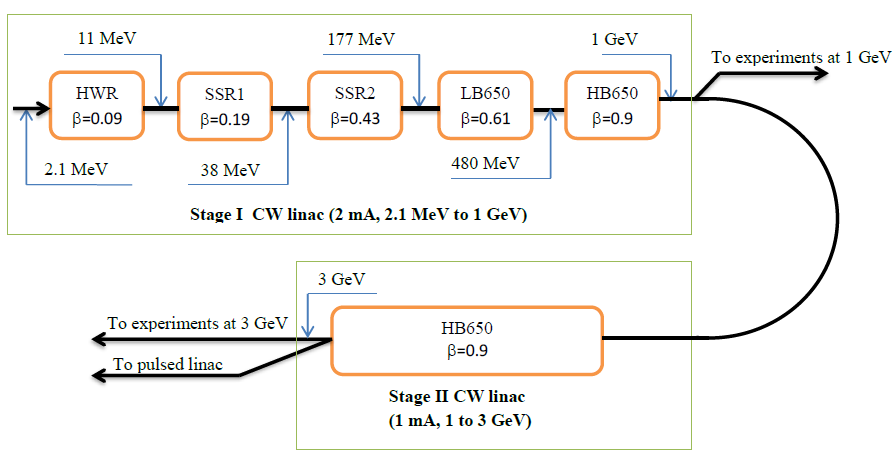 11 MeV
177 MeV
1 GeV
To experiments at 1 GeV
HWR
β=0.09
SSR1
β=0.19
SSR2
β=0.43
LB650
β=0.61
HB650
β=0.9
2.1 MeV
38 MeV
480 MeV
Stage I CW linac (2 mA, 2.1 MeV to 1 GeV)
3 GeV
To experiments at 3 GeV
To pulsed linac
HB650
β=0.9
Stage II CW linac
(1 mA, 1 to 3 GeV)